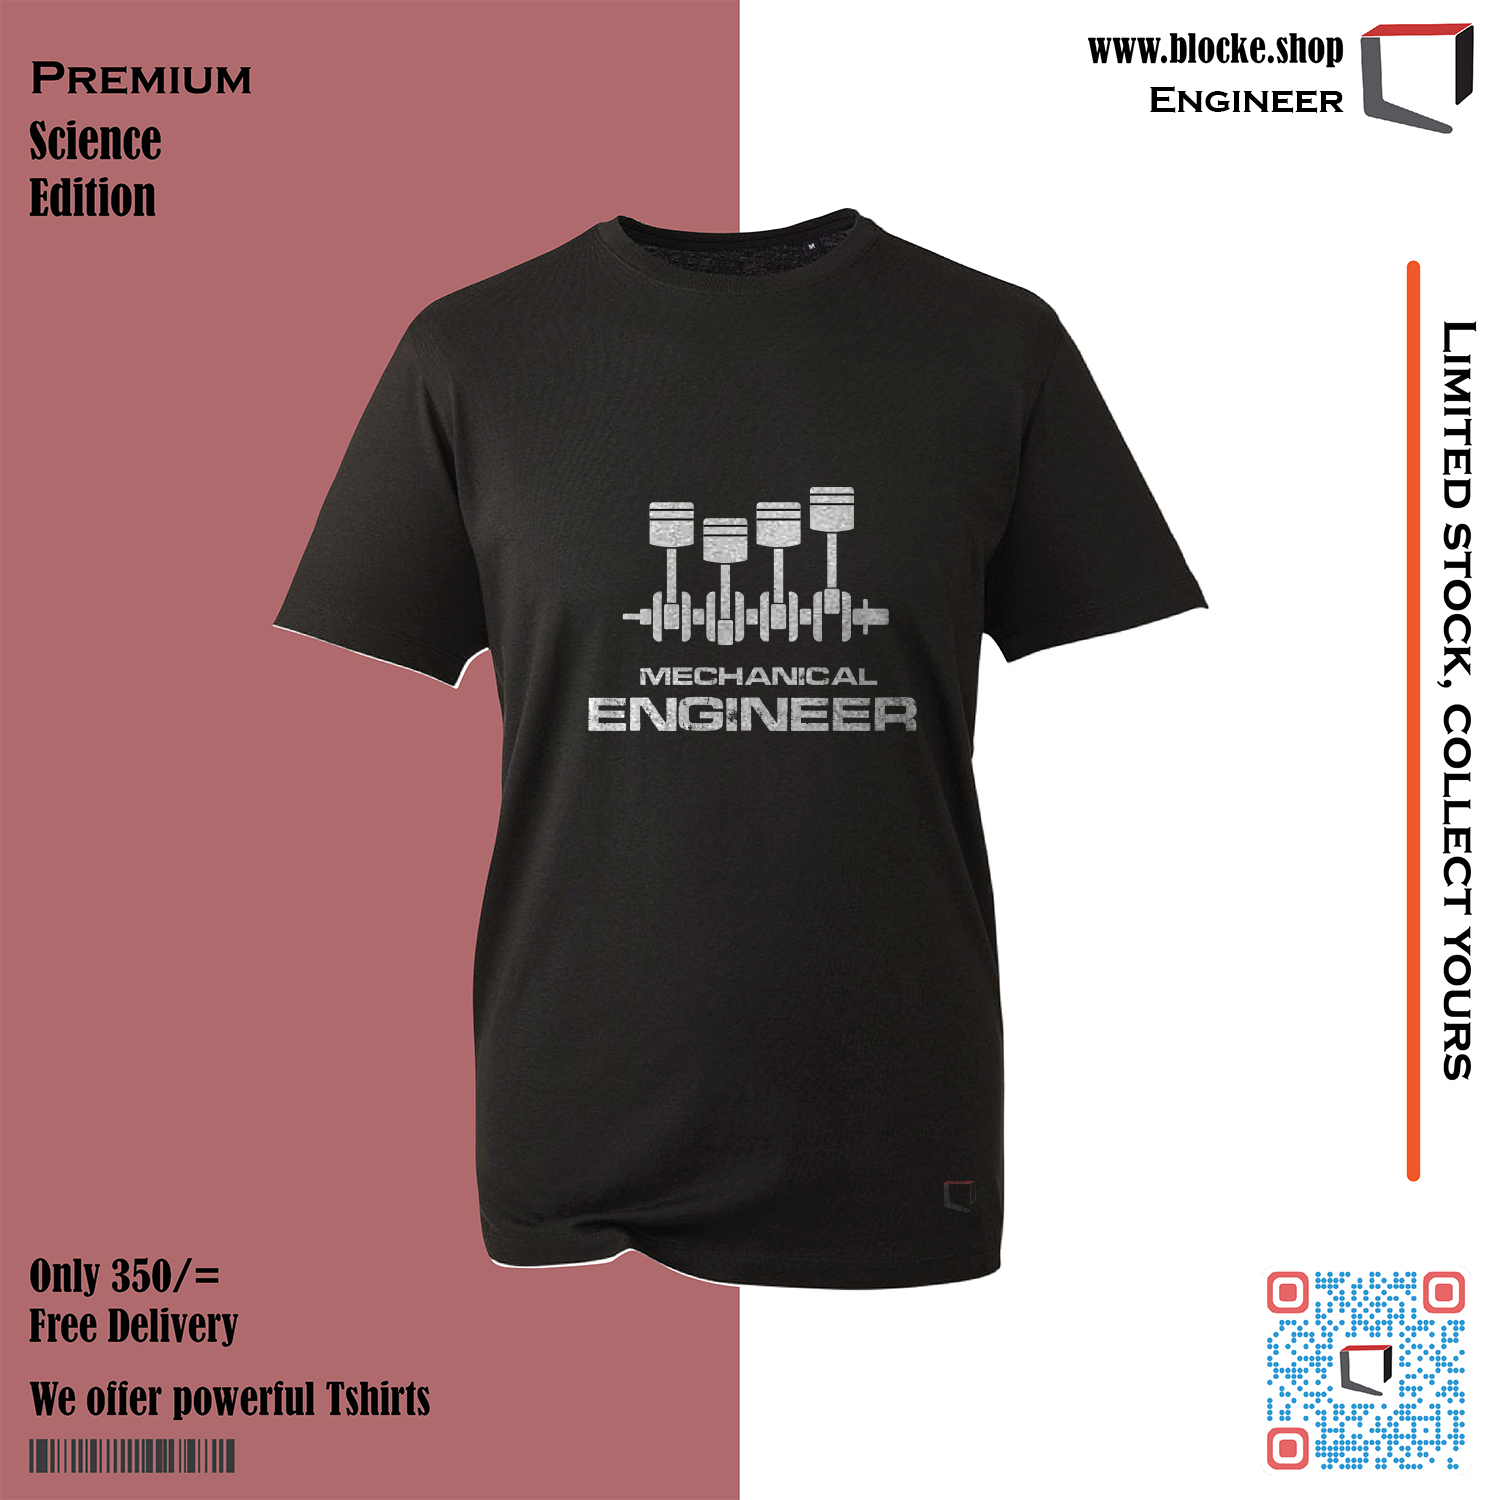 PREMIUM
Science
Edition
www.blocke.shop
ENGINEER
M
MECHANICAL
ENGINEER
LIMITED STOCK, COLLECT YOURS
Only 350/=
Free Delivery
We offer powerful Tshirts